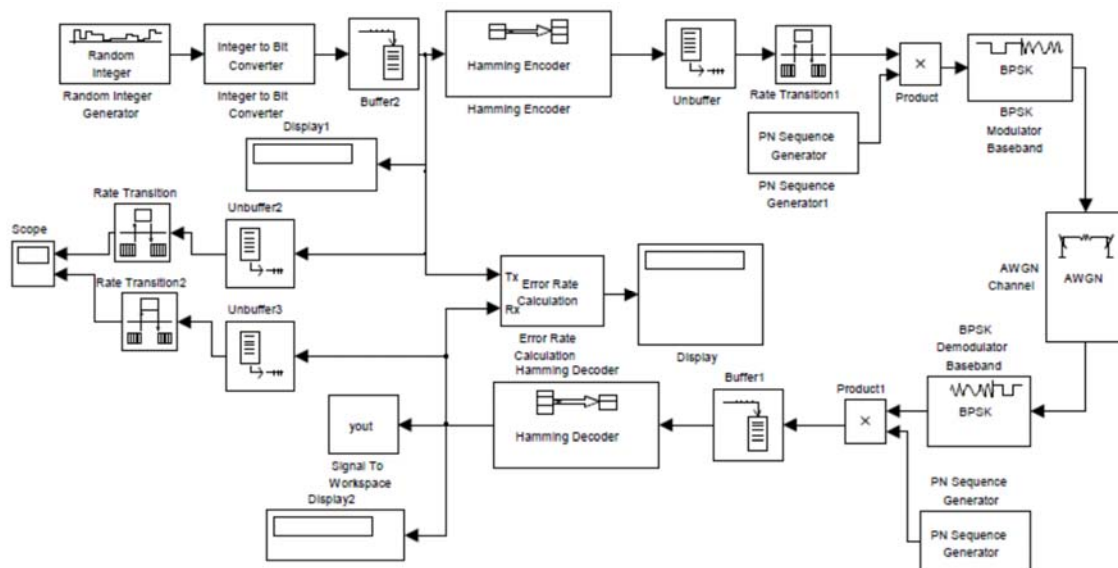 Random
Integer
Random Integer
Generator
Integer to Bit
Converter
Integer to Bit
Converter
Buffer2
Hamming Encoder
Hamming Encoder
Unbuffer
Rate Transition1
×
Product
BPSK
BPSK
Modulator
Baseband
PN Sequence
Generator
PN Sequence
Generator1
Display1
Rate Transition
Unbuffer2
Scope
Rate Transition2
Unbuffer3
Tx
Rx
Error Rate
Calculation
Error Rate
Calculation
Display
AWGN
Channel
AWGN
BPSK
Demodulator
Baseband
BPSK
Product1
×
Buffer1
Hamming Decoder
Hamming Decoder
yout
Signal To
Workspace
Display2
PN Sequence
Generator
PN Sequence
Generator